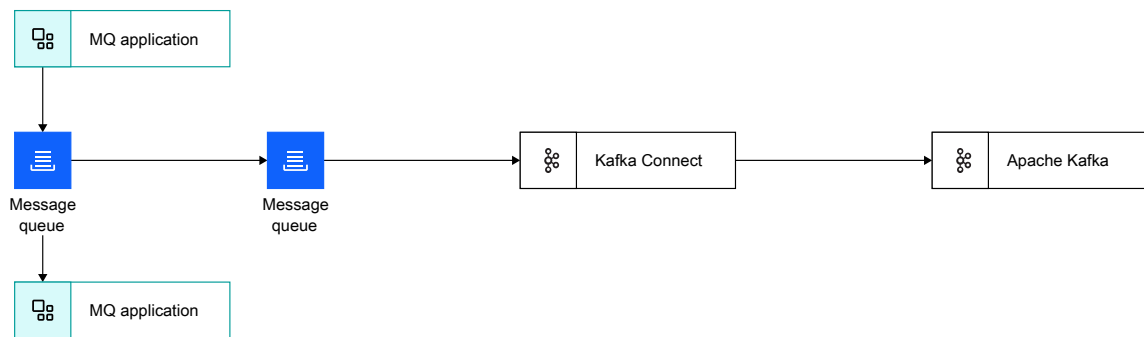 MQ application
Message
queue
Message
queue
Kafka Connect
Apache Kafka
MQ application